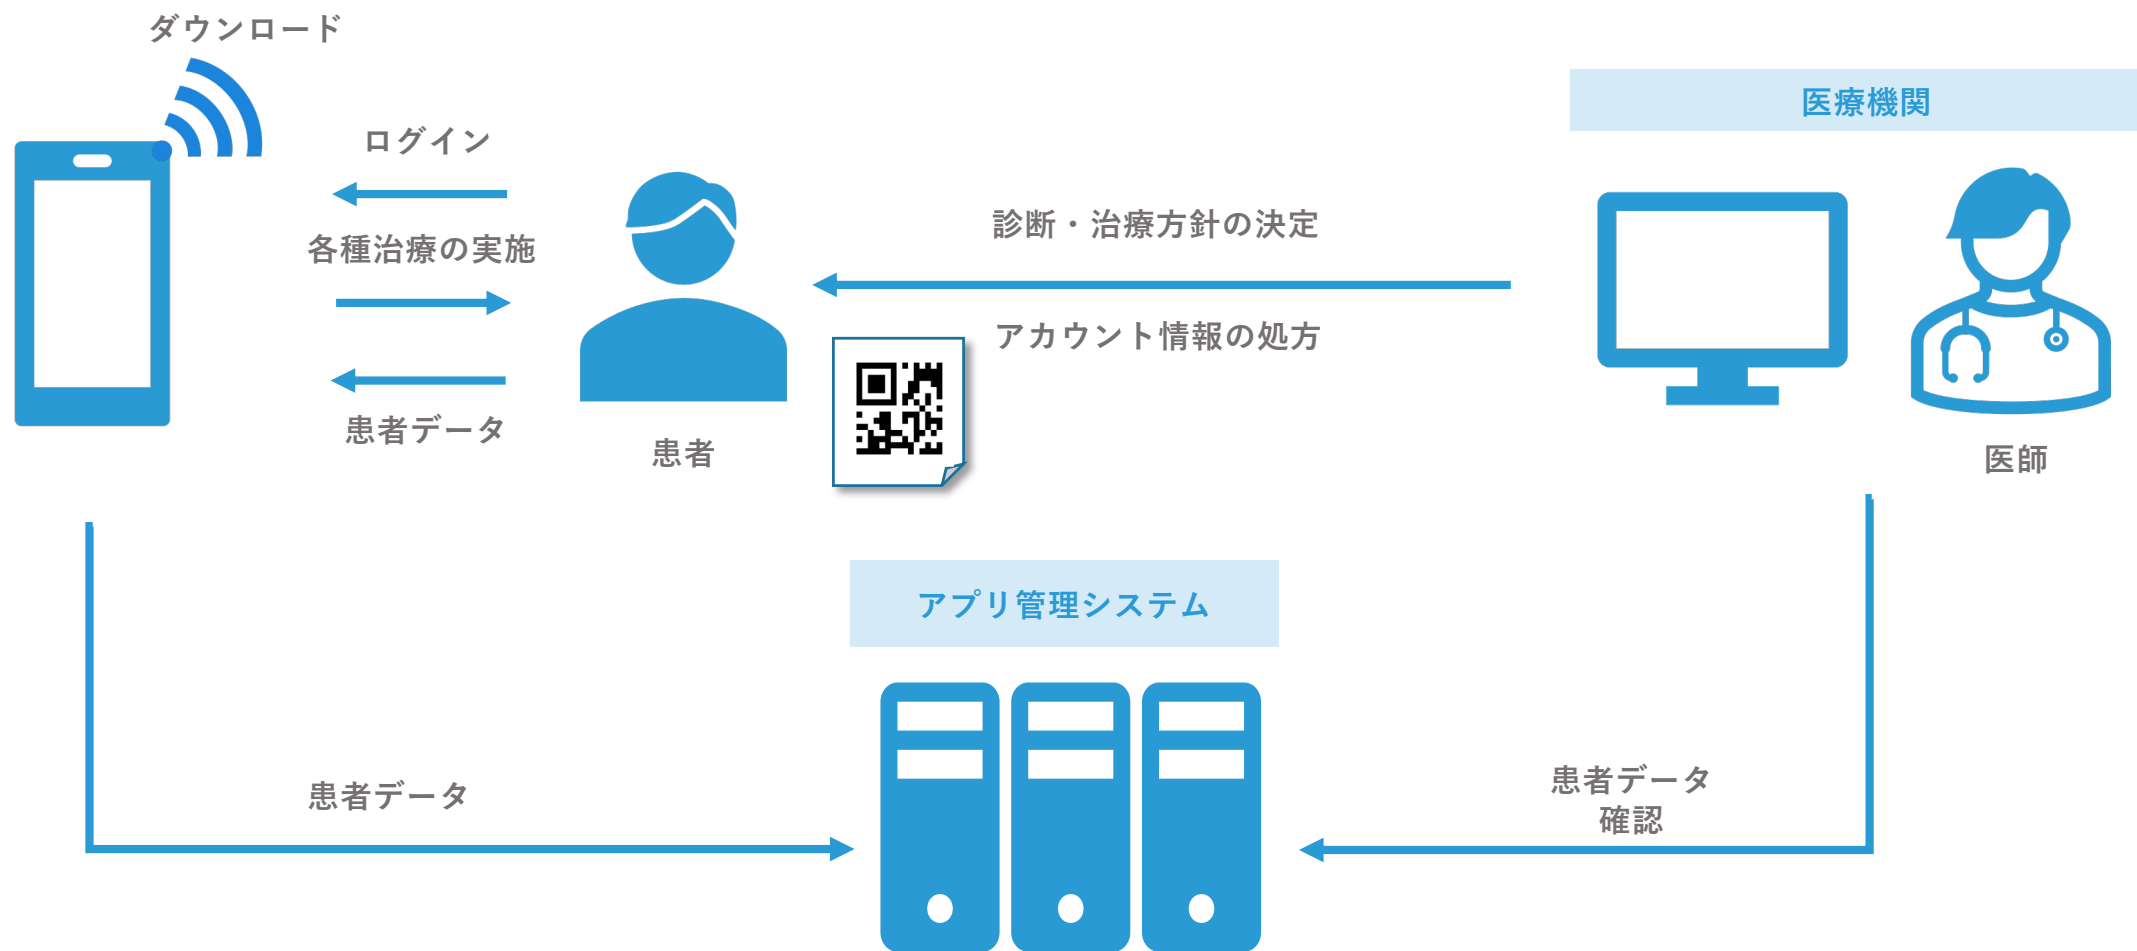 ダウンロード
医療機関
ログイン
各種治療の実施
診断・治療方針の決定
アカウント情報の処方
患者データ
患者
医師
アプリ管理システム
患者データ
患者データ
確認